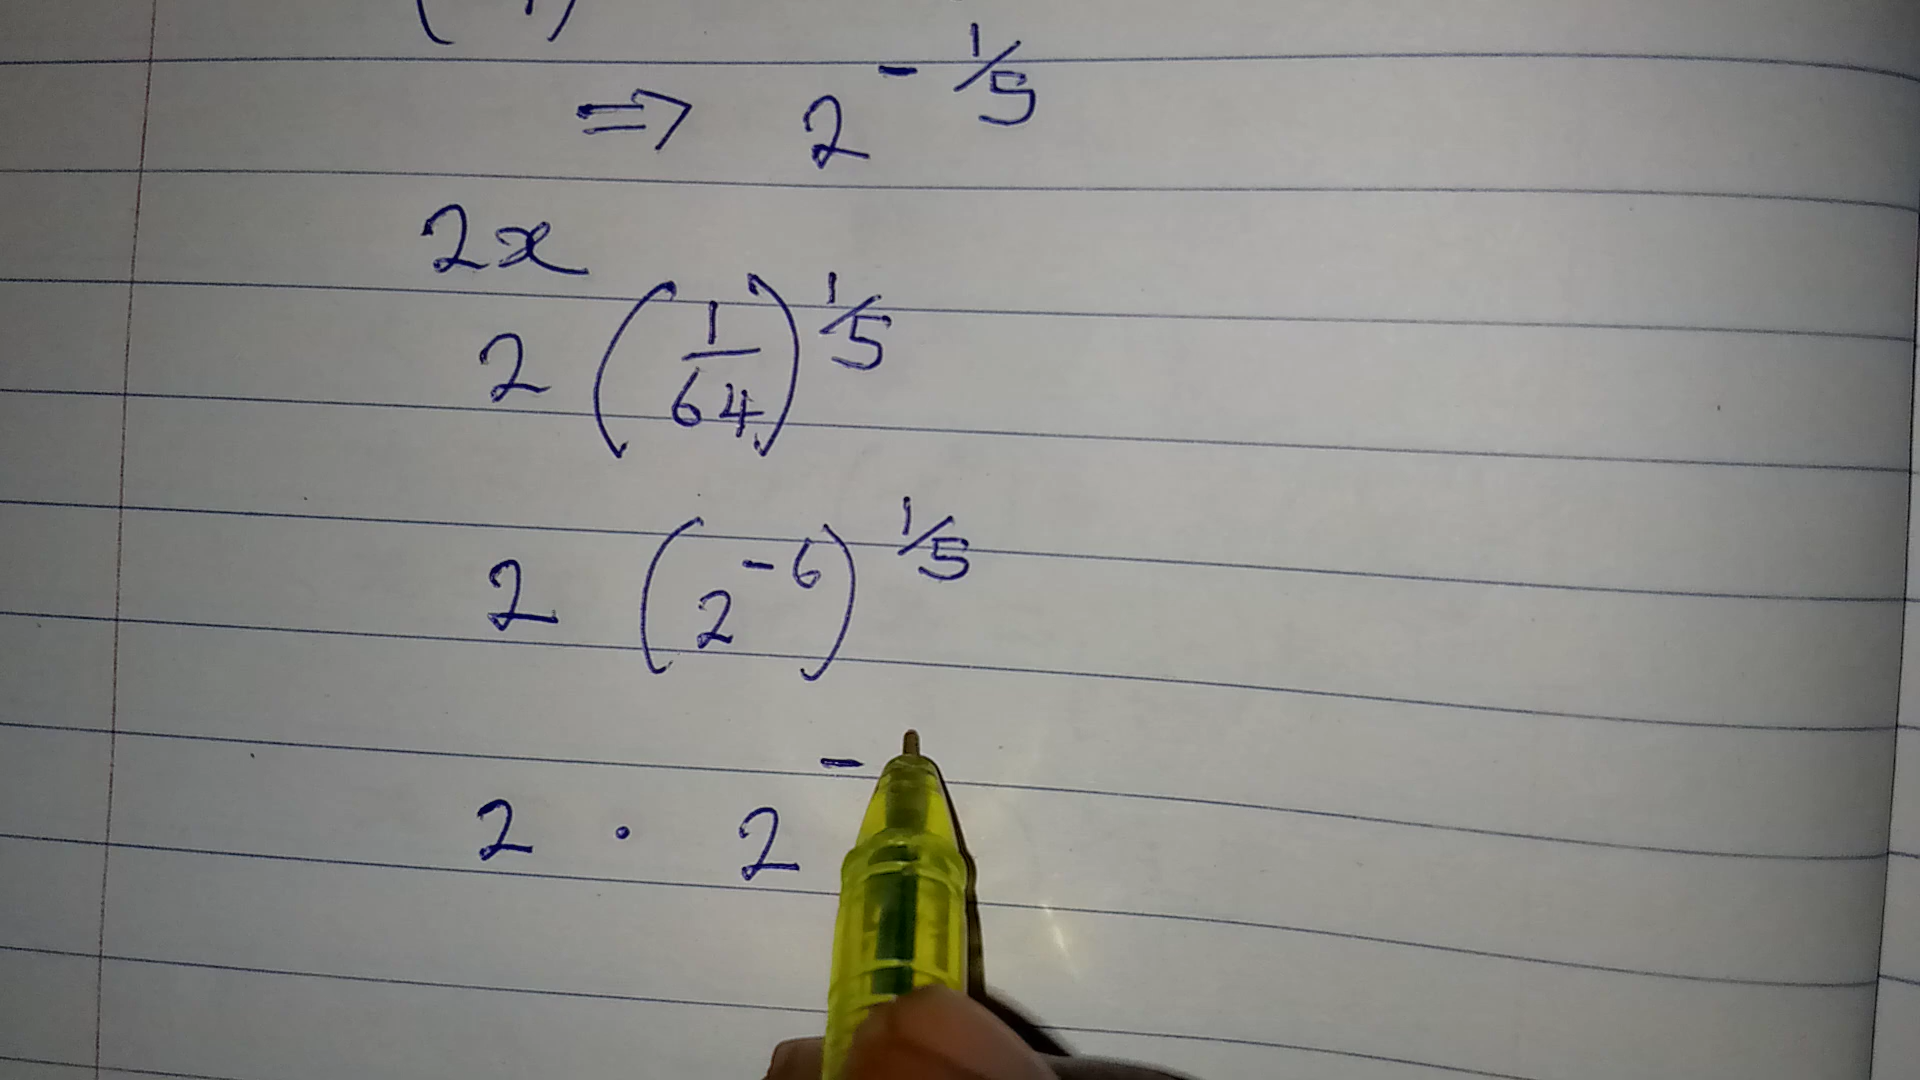 ⇒ 2^{-1/5}
2x
2 (1/64)^{1/5}
2 (2^{-6})^{1/5}
2 · 2^{-